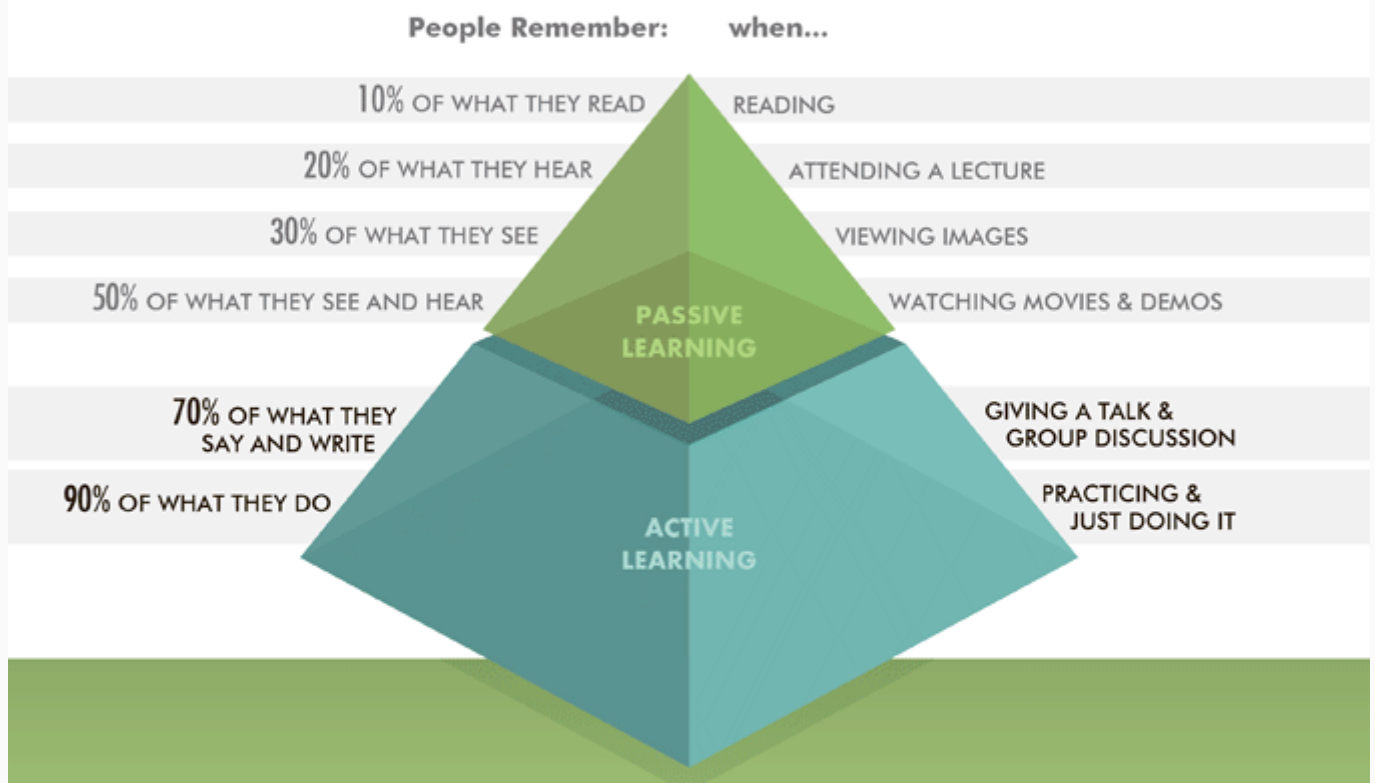 People Remember: when...
10% OF WHAT THEY READ READING
20% OF WHAT THEY HEAR ATTENDING A LECTURE
30% OF WHAT THEY SEE VIEWING IMAGES
50% OF WHAT THEY SEE AND HEAR WATCHING MOVIES & DEMOS
PASSIVE
LEARNING
70% OF WHAT THEY
SAY AND WRITE
GIVING A TALK &
GROUP DISCUSSION
90% OF WHAT THEY DO
PRACTICING &
JUST DOING IT
ACTIVE
LEARNING